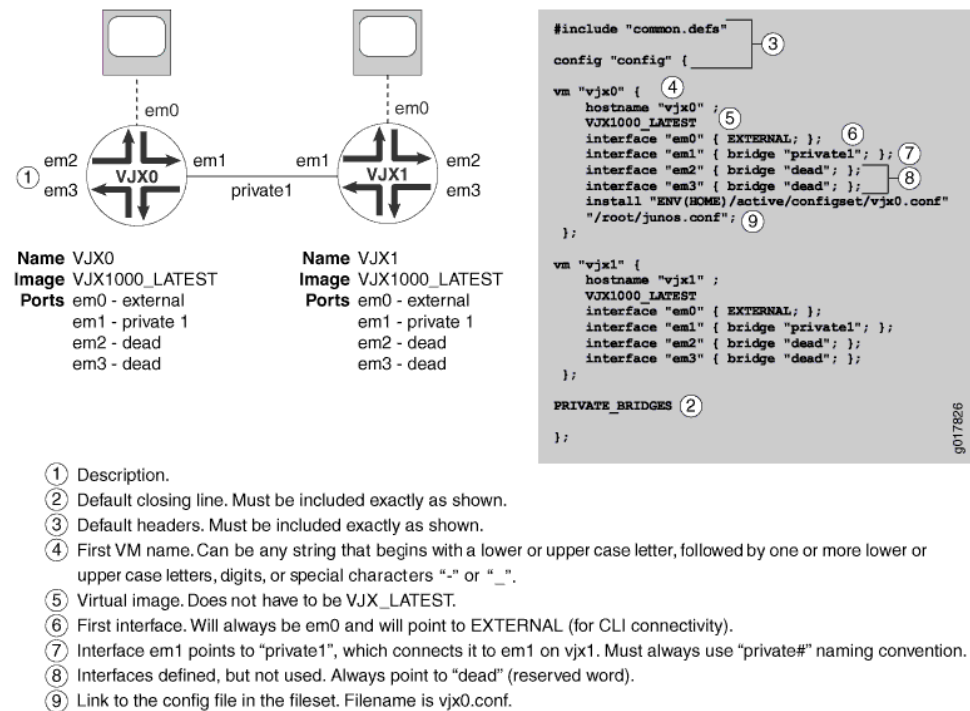 em0
em0
em2
em1
em1
em2
1
VJX0
VJX1
em3
private1
em3
Name VJX0
Image VJX1000_LATEST
Ports em0 - external
em1 - private 1
em2 - dead
em3 - dead
Name VJX1
Image VJX1000_LATEST
Ports em0 - external
em1 - private 1
em2 - dead
em3 - dead
#include "common.defs"
3
config "config" {
vm "vjx0" { 4
hostname "vjx0" ;
VJX1000_LATEST 5
interface "em0" { EXTERNAL; }; 6
interface "em1" { bridge "private1"; }; 7
interface "em2" { bridge "dead"; };
8
interface "em3" { bridge "dead"; };
install "ENV(HOME)/active/configset/vjx0.conf"
"/root/junos.conf"; 9
};
vm "vjx1" {
hostname "vjx1" ;
VJX1000_LATEST
interface "em0" { EXTERNAL; };
interface "em1" { bridge "private1"; };
interface "em2" { bridge "dead"; };
interface "em3" { bridge "dead"; };
};
PRIVATE_BRIDGES 2
};
g017826
1 Description.
2 Default closing line. Must be included exactly as shown.
3 Default headers. Must be included exactly as shown.
4 First VM name. Can be any string that begins with a lower or upper case letter, followed by one or more lower or
upper case letters, digits, or special characters “-” or “_”.
5 Virtual image. Does not have to be VJX_LATEST.
6 First interface. Will always be em0 and will point to EXTERNAL (for CLI connectivity).
7 Interface em1 points to “private1”, which connects it to em1 on vjx1. Must always use “private#” naming convention.
8 Interfaces defined, but not used. Always point to “dead” (reserved word).
9 Link to the config file in the fileset. Filename is vjx0.conf.